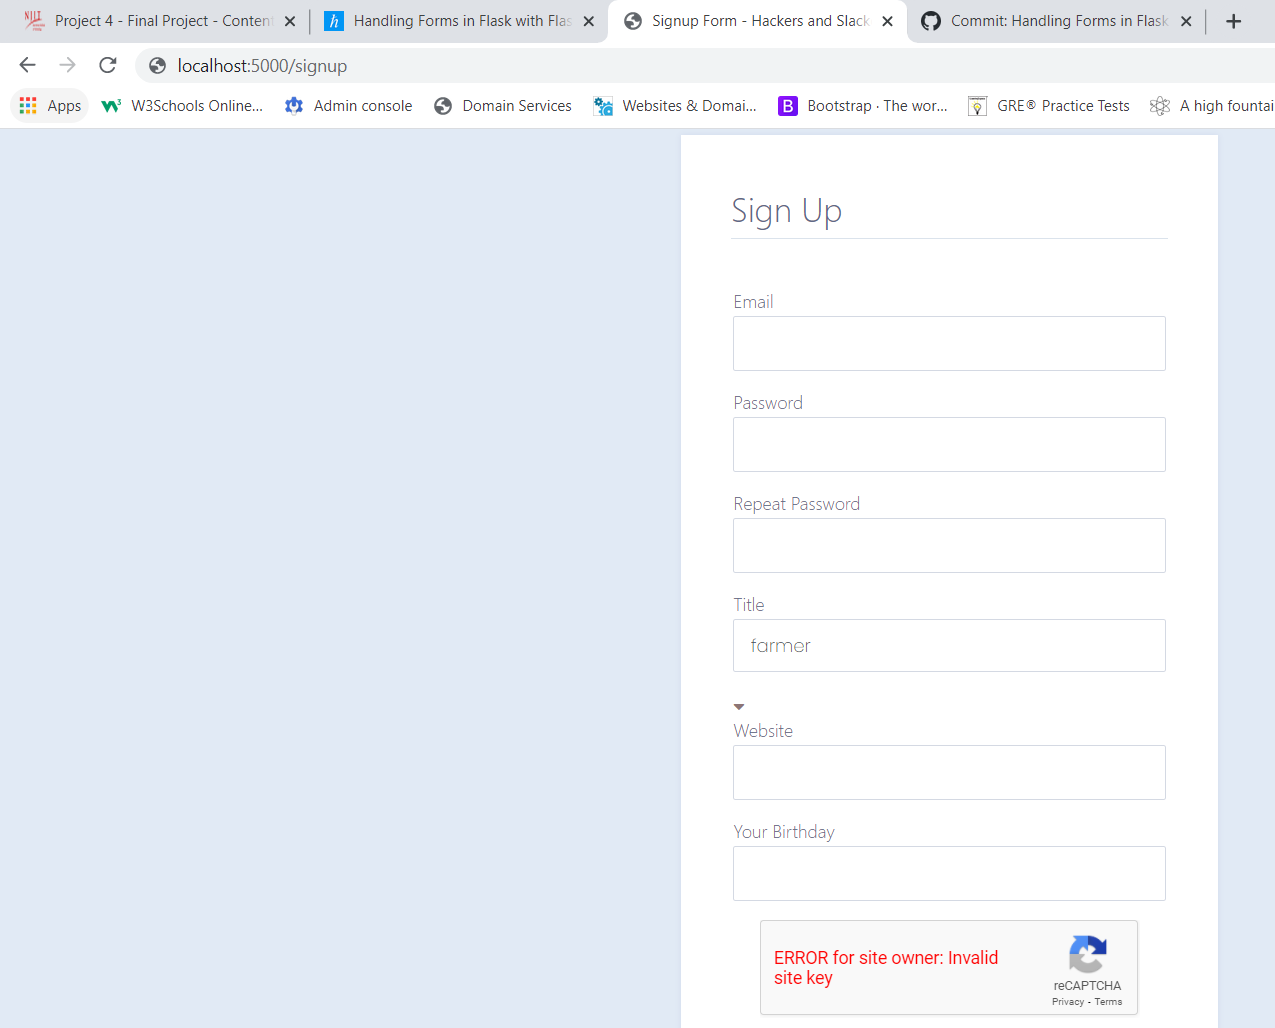 Project 4 - Final Project - Conten
Handling Forms in Flask with Flas
Signup Form - Hackers and Slack
Commit: Handling Forms in Flask
localhost:5000/signup
Apps
W3Schools Online...
Admin console
Domain Services
Websites & Domai...
Bootstrap · The wor...
GRE® Practice Tests
A high fountai
Sign Up
Email
Password
Repeat Password
Title
farmer
Website
Your Birthday
ERROR for site owner: Invalid
site key
reCAPTCHA
Privacy - Terms